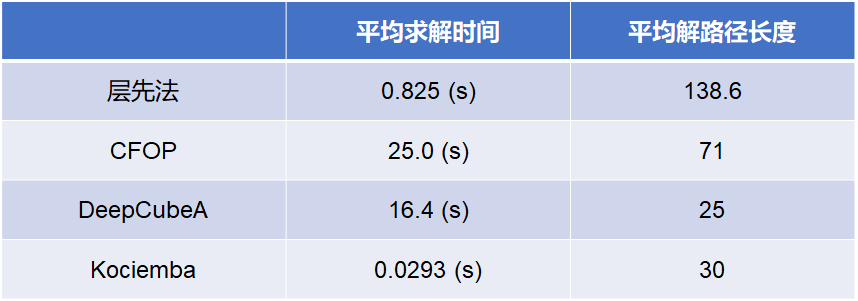 平均求解时间 平均解路径长度
层先法 0.825 (s) 138.6
CFOP 25.0 (s) 71
DeepCubeA 16.4 (s) 25
Kociemba 0.0293 (s) 30